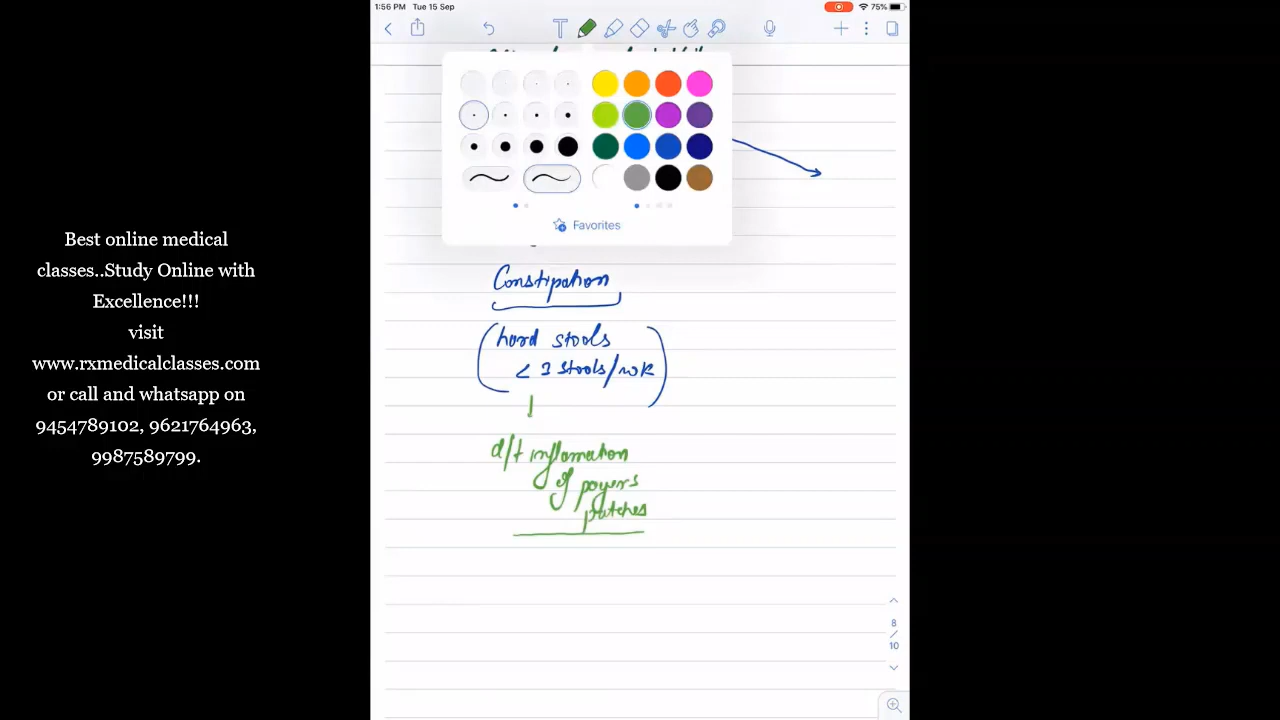 1:56 PM Tue 15 Sep
75%
Best online medical
classes..Study Online with
Excellence!!!
visit
www.rxmedicalclasses.com
or call and whatsapp on
9454789102, 9621764963,
9987589799.
Favorites
Constipation
(hard stools
< 3 stools/wk)
d/t inflamation
of payers
patches
8
/
10